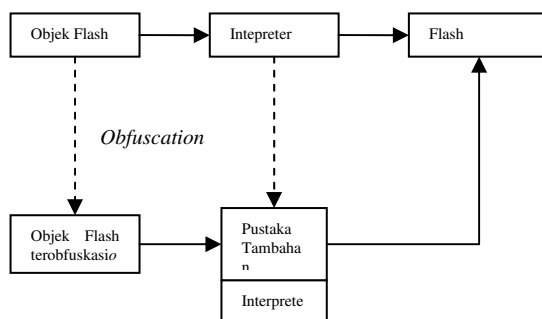 Objek Flash
Intepreter
Flash
Obfuscation
Objek Flash
terobfuskasio
Pustaka
Tambaha
n
Interprete